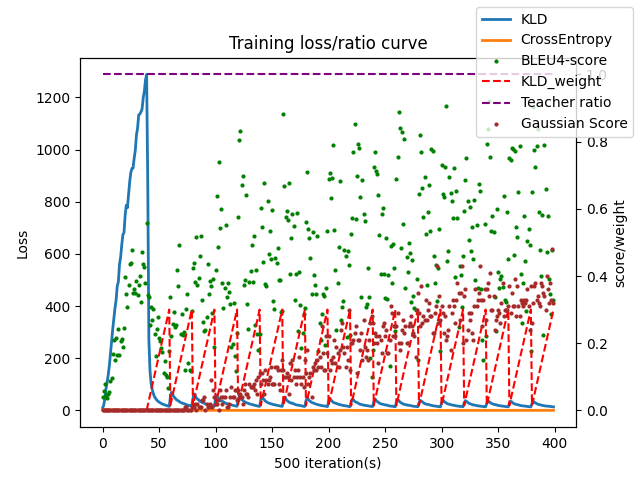 Training loss/ratio curve
KLD
CrossEntropy
BLEU4-score
KLD_weight
Teacher ratio
Gaussian Score
Loss
1200
1000
800
600
400
200
0
1.0
0.8
0.6
0.4
0.2
0.0
score/weight
0 50 100 150 200 250 300 350 400
500 iteration(s)